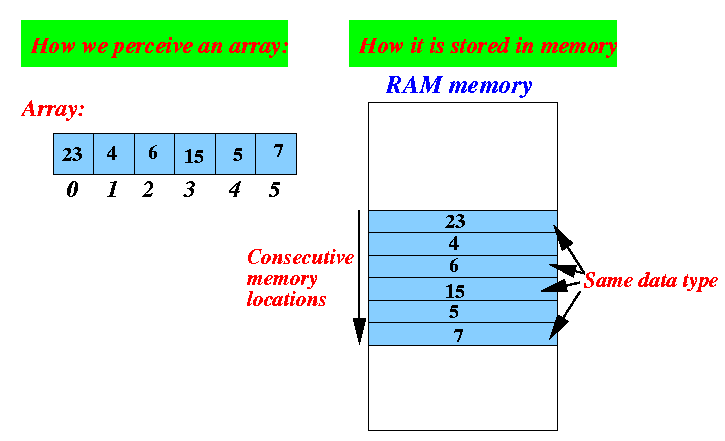 How we perceive an array:
How it is stored in memory
RAM memory
Array:
23 4 6 15 5 7
0 1 2 3 4 5
23
4
6
15
5
7
Consecutive
memory
locations
Same data type